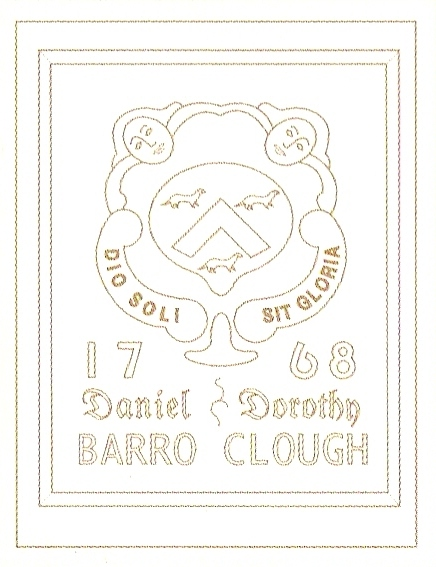 DIO SOLI SIT GLORIA
17 68
Daniel & Dorothy
BARRO CLOUGH